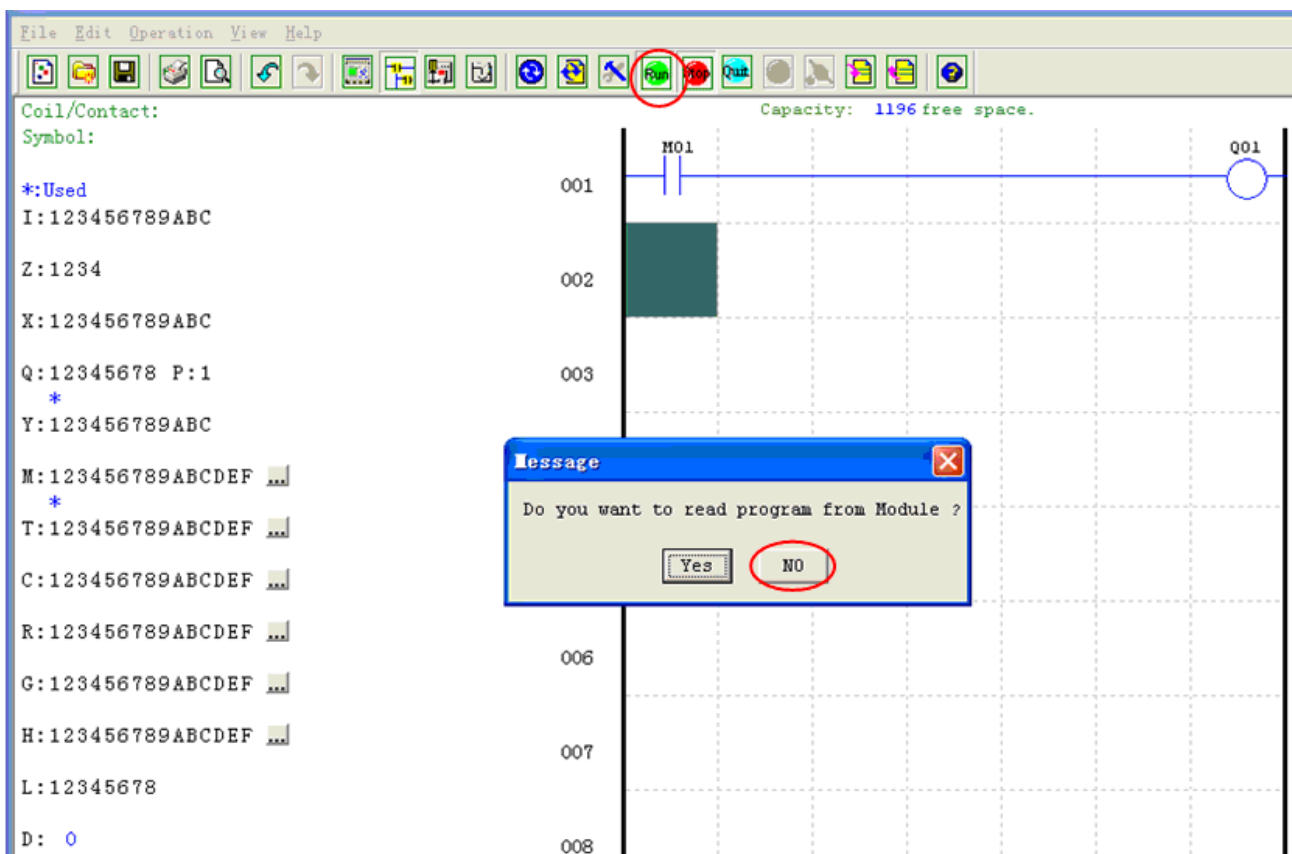 File Edit Operation View Help
Run Stop Quit
Coil/Contact:
Capacity: 1196 free space.
Symbol:
M01 Q01
*:Used
001
I:123456789ABC
Z:1234
002
X:123456789ABC
Q:12345678 P:1
003
*
Y:123456789ABC
Message
M:123456789ABCDEF ...
*
Do you want to read program from Module ?
T:123456789ABCDEF ...
Yes NO
C:123456789ABCDEF ...
R:123456789ABCDEF ...
006
G:123456789ABCDEF ...
H:123456789ABCDEF ...
007
L:12345678
D: 0
008